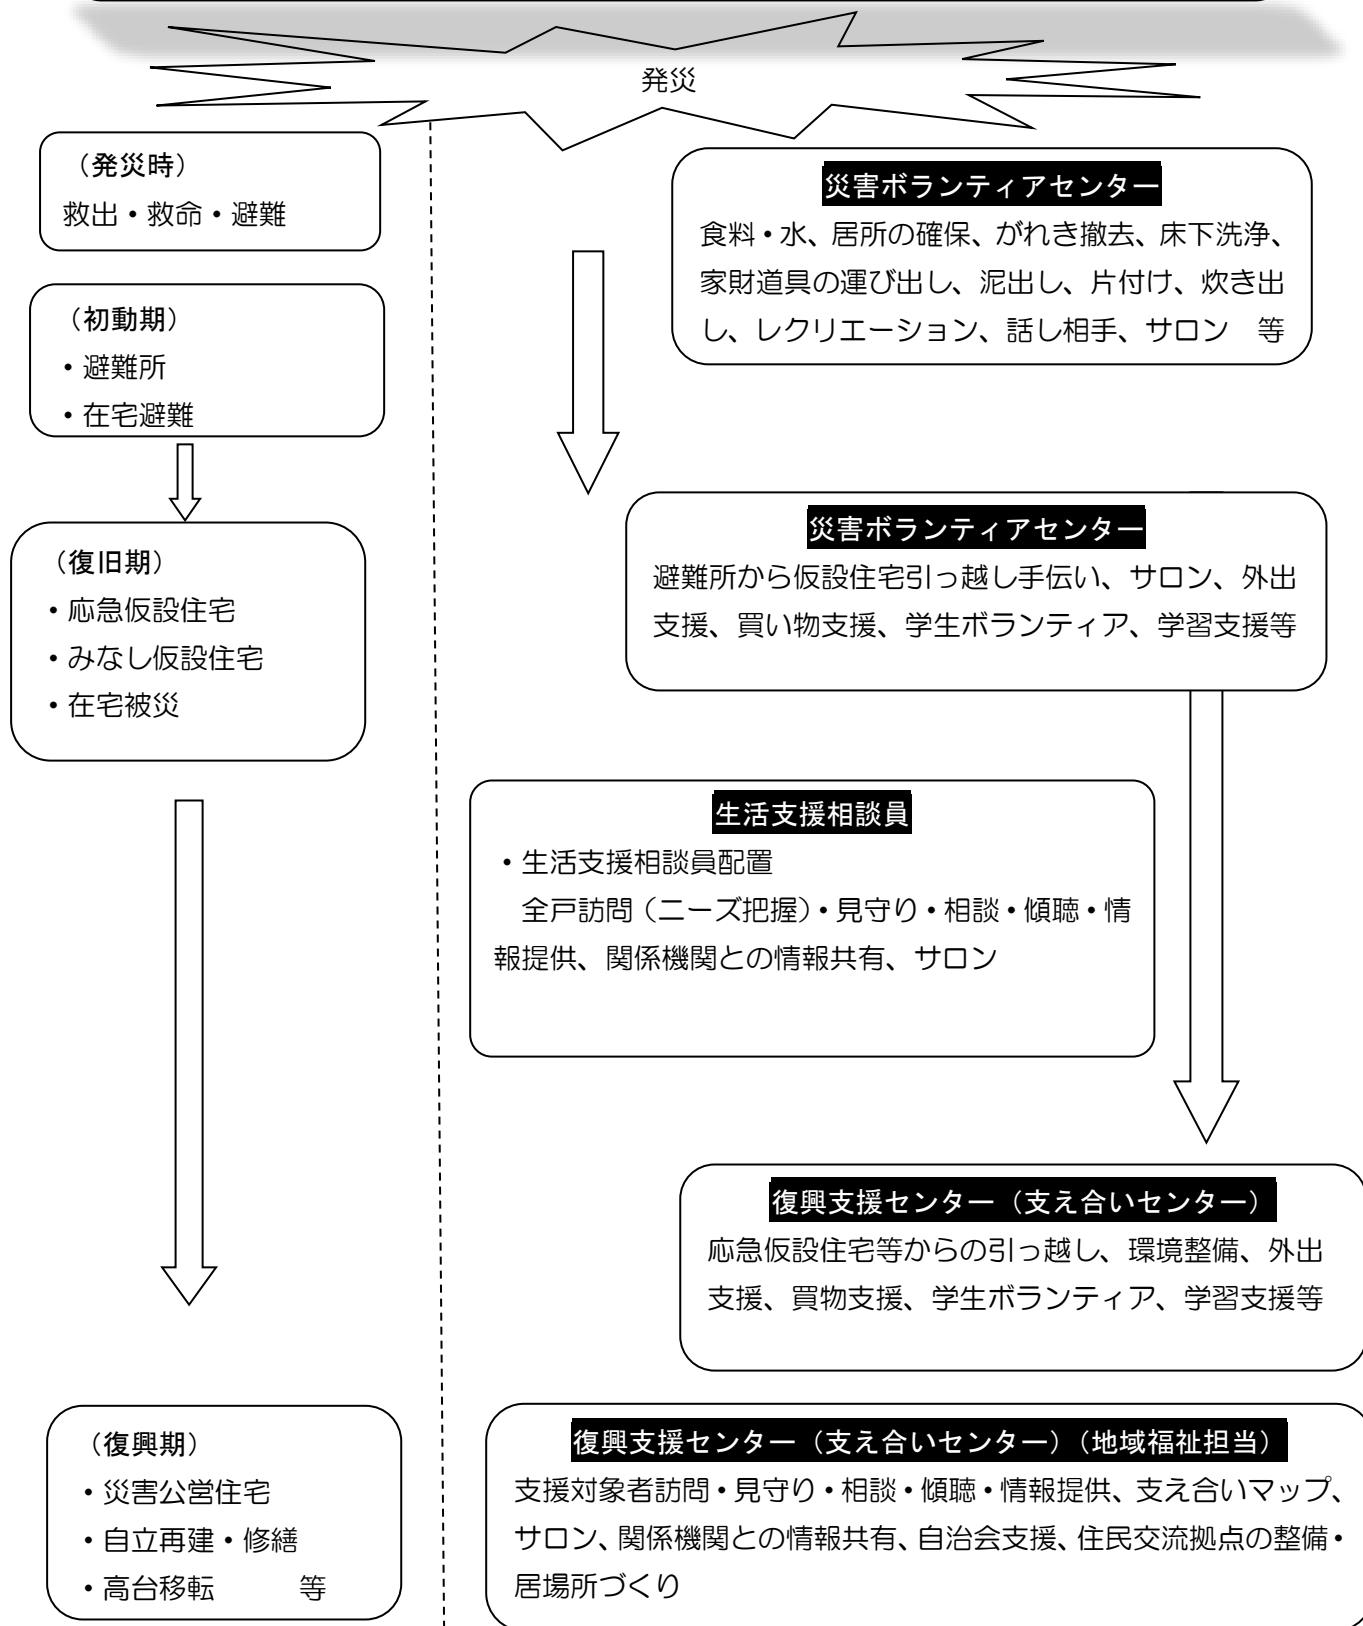 発災
（発災時）
救出・救命・避難
（初動期）
・避難所
・在宅避難
（復旧期）
・応急仮設住宅
・みなし仮設住宅
・在宅被災
（復興期）
・災害公営住宅
・自立再建・修繕
・高台移転　　　等
災害ボランティアセンター
食料・水、居所の確保、がれき撤去、床下洗浄、
家財道具の運び出し、泥出し、片付け、炊き出
し、レクリエーション、話し相手、サロン　等
災害ボランティアセンター
避難所から仮設住宅引っ越し手伝い、サロン、外出
支援、買い物支援、学生ボランティア、学習支援等
生活支援相談員
・生活支援相談員配置
全戸訪問（ニーズ把握）・見守り・相談・傾聴・情
報提供、関係機関との情報共有、サロン
復興支援センター（支え合いセンター）
応急仮設住宅等からの引っ越し、環境整備、外出
支援、買物支援、学生ボランティア、学習支援等
復興支援センター（支え合いセンター）（地域福祉担当）
支援対象者訪問・見守り・相談・傾聴・情報提供、支え合いマップ、
サロン、関係機関との情報共有、自治会支援、住民交流拠点の整備・
居場所づくり